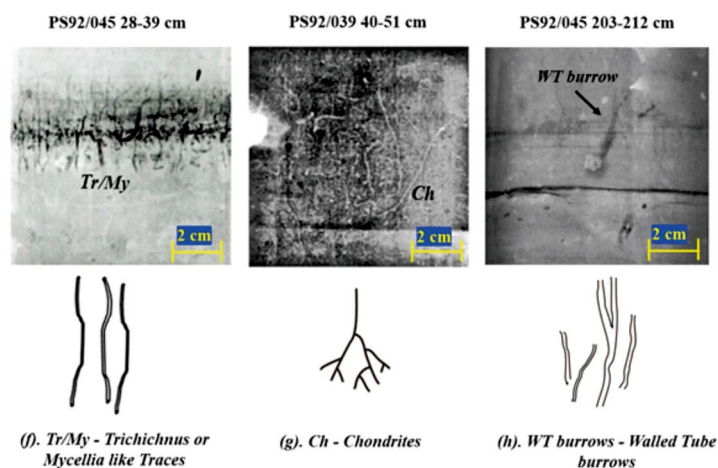 PS92/045 28-39 cm
PS92/039 40-51 cm
PS92/045 203-212 cm
Tr/My
2 cm
Ch
2 cm
WT burrow
2 cm
(f). Tr/My - Trichichnus or
Mycellia like Traces
(g). Ch - Chondrites
(h). WT burrows - Walled Tube
burrows